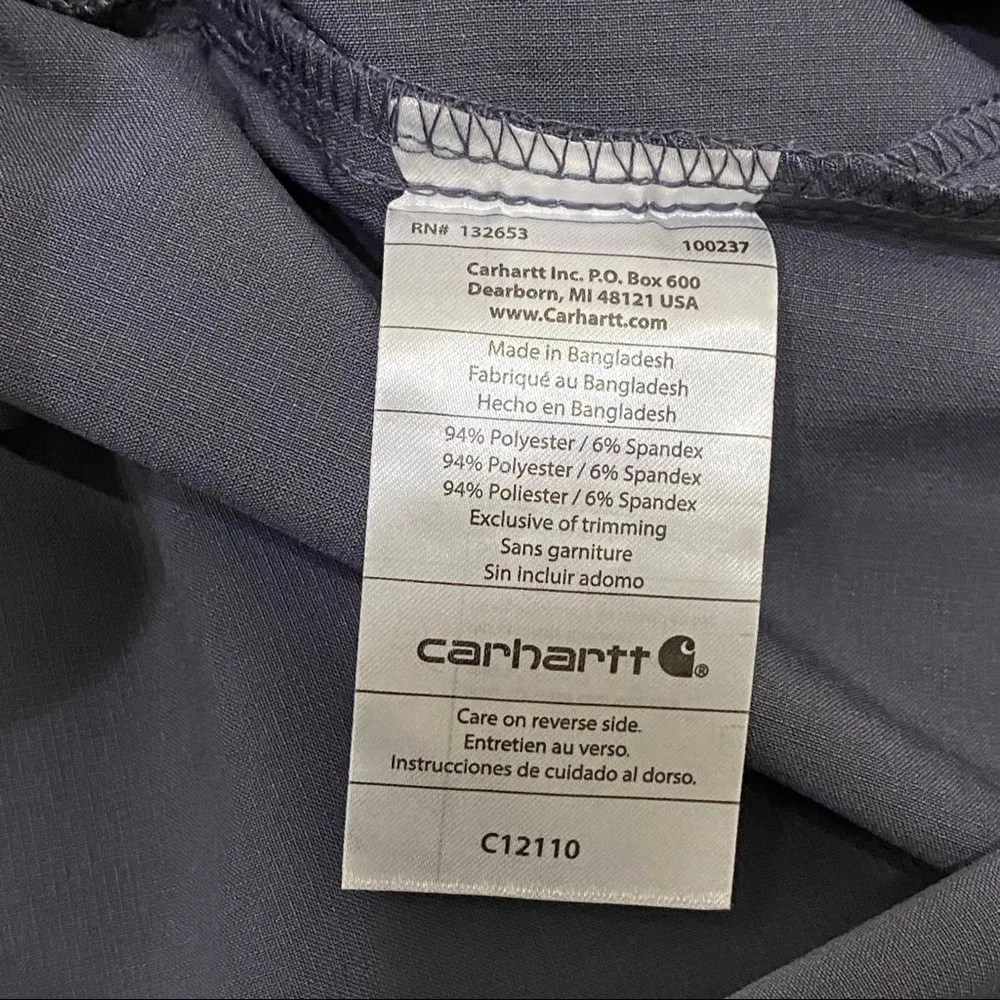 RN# 132653 100237
Carhartt Inc. P.O. Box 600
Dearborn, MI 48121 USA
www.Carhartt.com
Made in Bangladesh
Fabriqué au Bangladesh
Hecho en Bangladesh
94% Polyester / 6% Spandex
94% Polyester / 6% Spandex
94% Poliester / 6% Spandex
Exclusive of trimming
Sans garniture
Sin incluir adomo
carhartt ®
Care on reverse side.
Entretien au verso.
Instrucciones de cuidado al dorso.
C12110